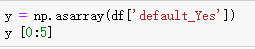 y = np.asarray(df['default_Yes'])
y [0:5]